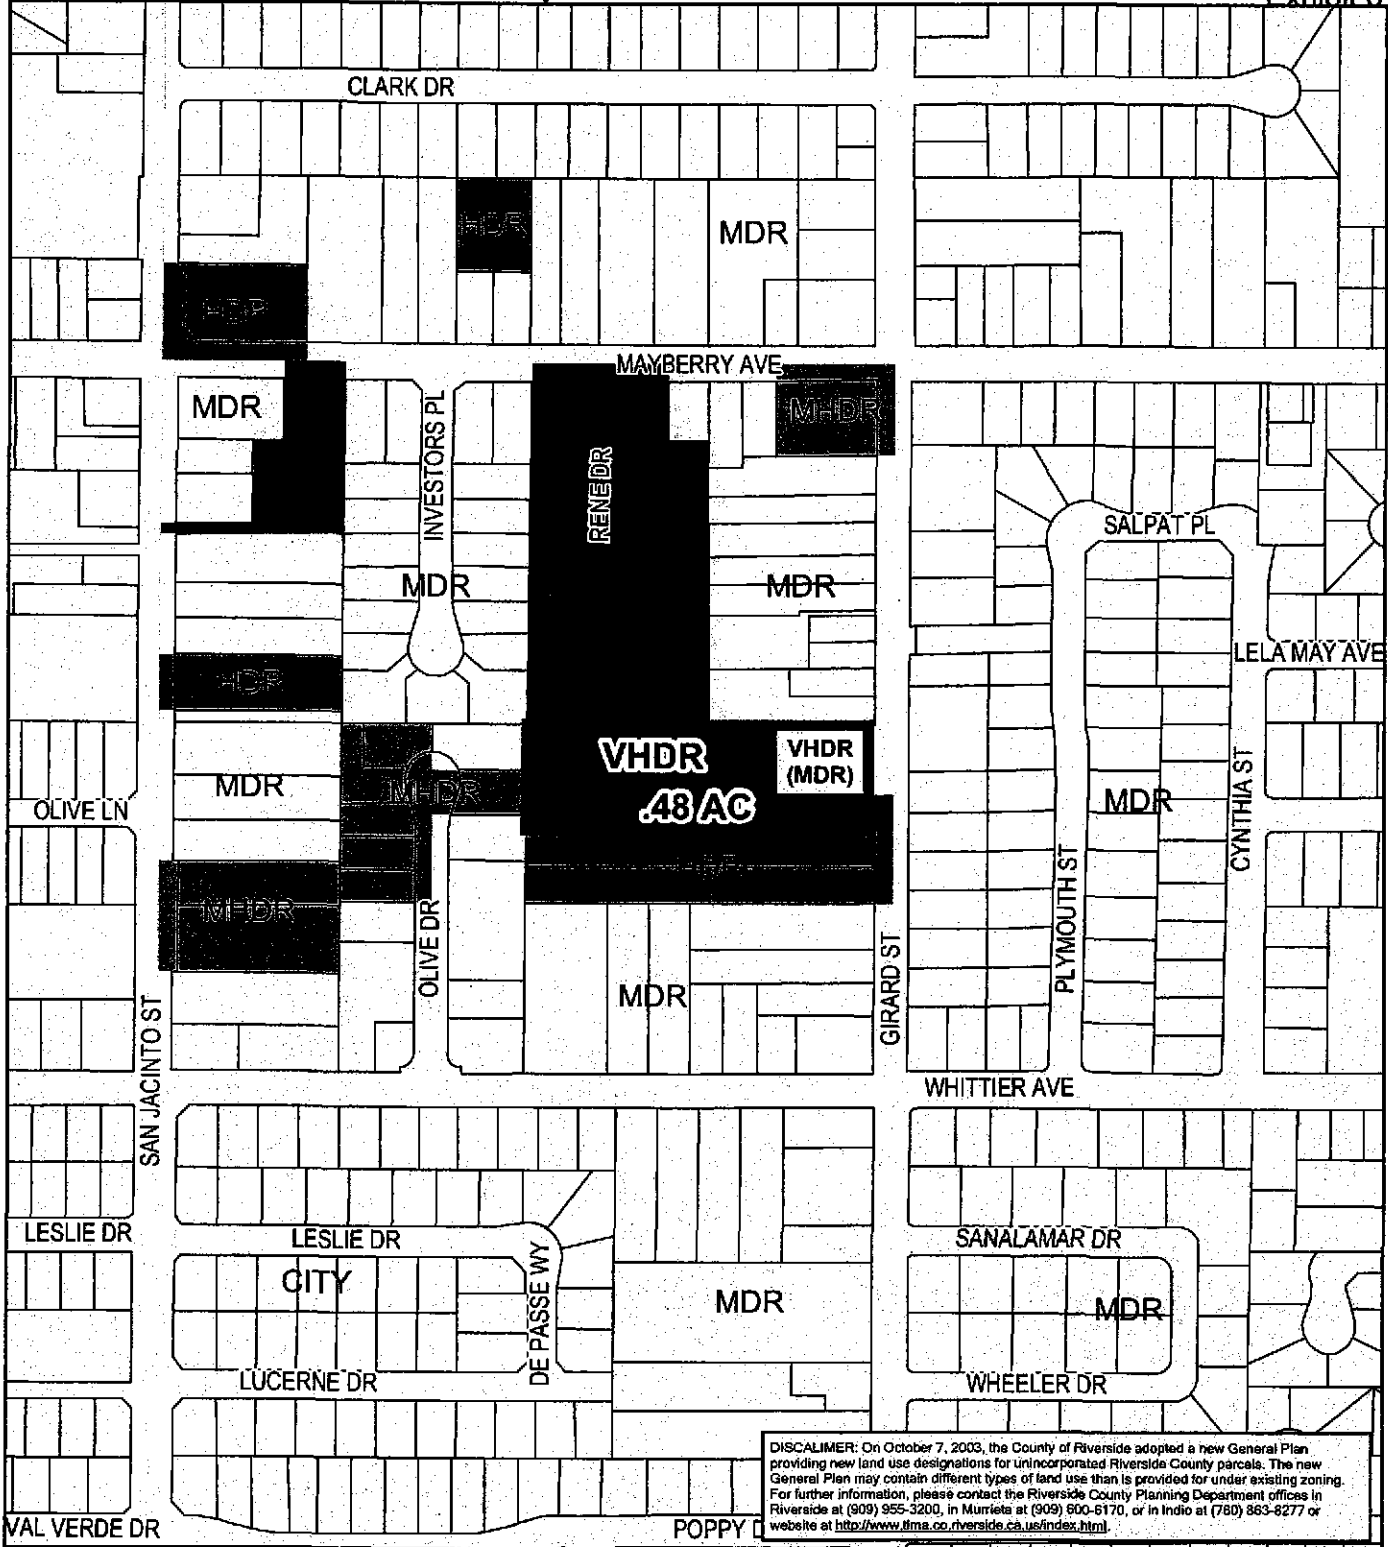 CLARK DR
HDR
MDR
HDR
MAYBERRY AVE
MDR
MHDR
INVESTORS PL
RENE DR
SALPAT PL
MDR
MDR
LELA MAY AVE
HDR
VHDR
.48 AC
VHDR
(MDR)
MDR
MHDR
OLIVE LN
MDR
CYNTHIA ST
PLYMOUTH ST
MHDR
OLIVE DR
GIRARD ST
MDR
SAN JACINTO ST
WHITTIER AVE
LESLIE DR
LESLIE DR
SANALAMAR DR
DE PASSE WY
CITY
MDR
MDR
LUCERNE DR
WHEELER DR
DISCALIMER: On October 7, 2003, the County of Riverside adopted a new General Plan
providing new land use designations for unincorporated Riverside County parcels. The new
General Plan may contain different types of land use than is provided for under existing zoning.
For further information, please contact the Riverside County Planning Department offices in
Riverside at (909) 955-3200, in Murrieta at (909) 600-6170, or in Indio at (760) 863-8277 or
website at http://www.tlma.co.riverside.ca.us/index.html.
VAL VERDE DR
POPPY D